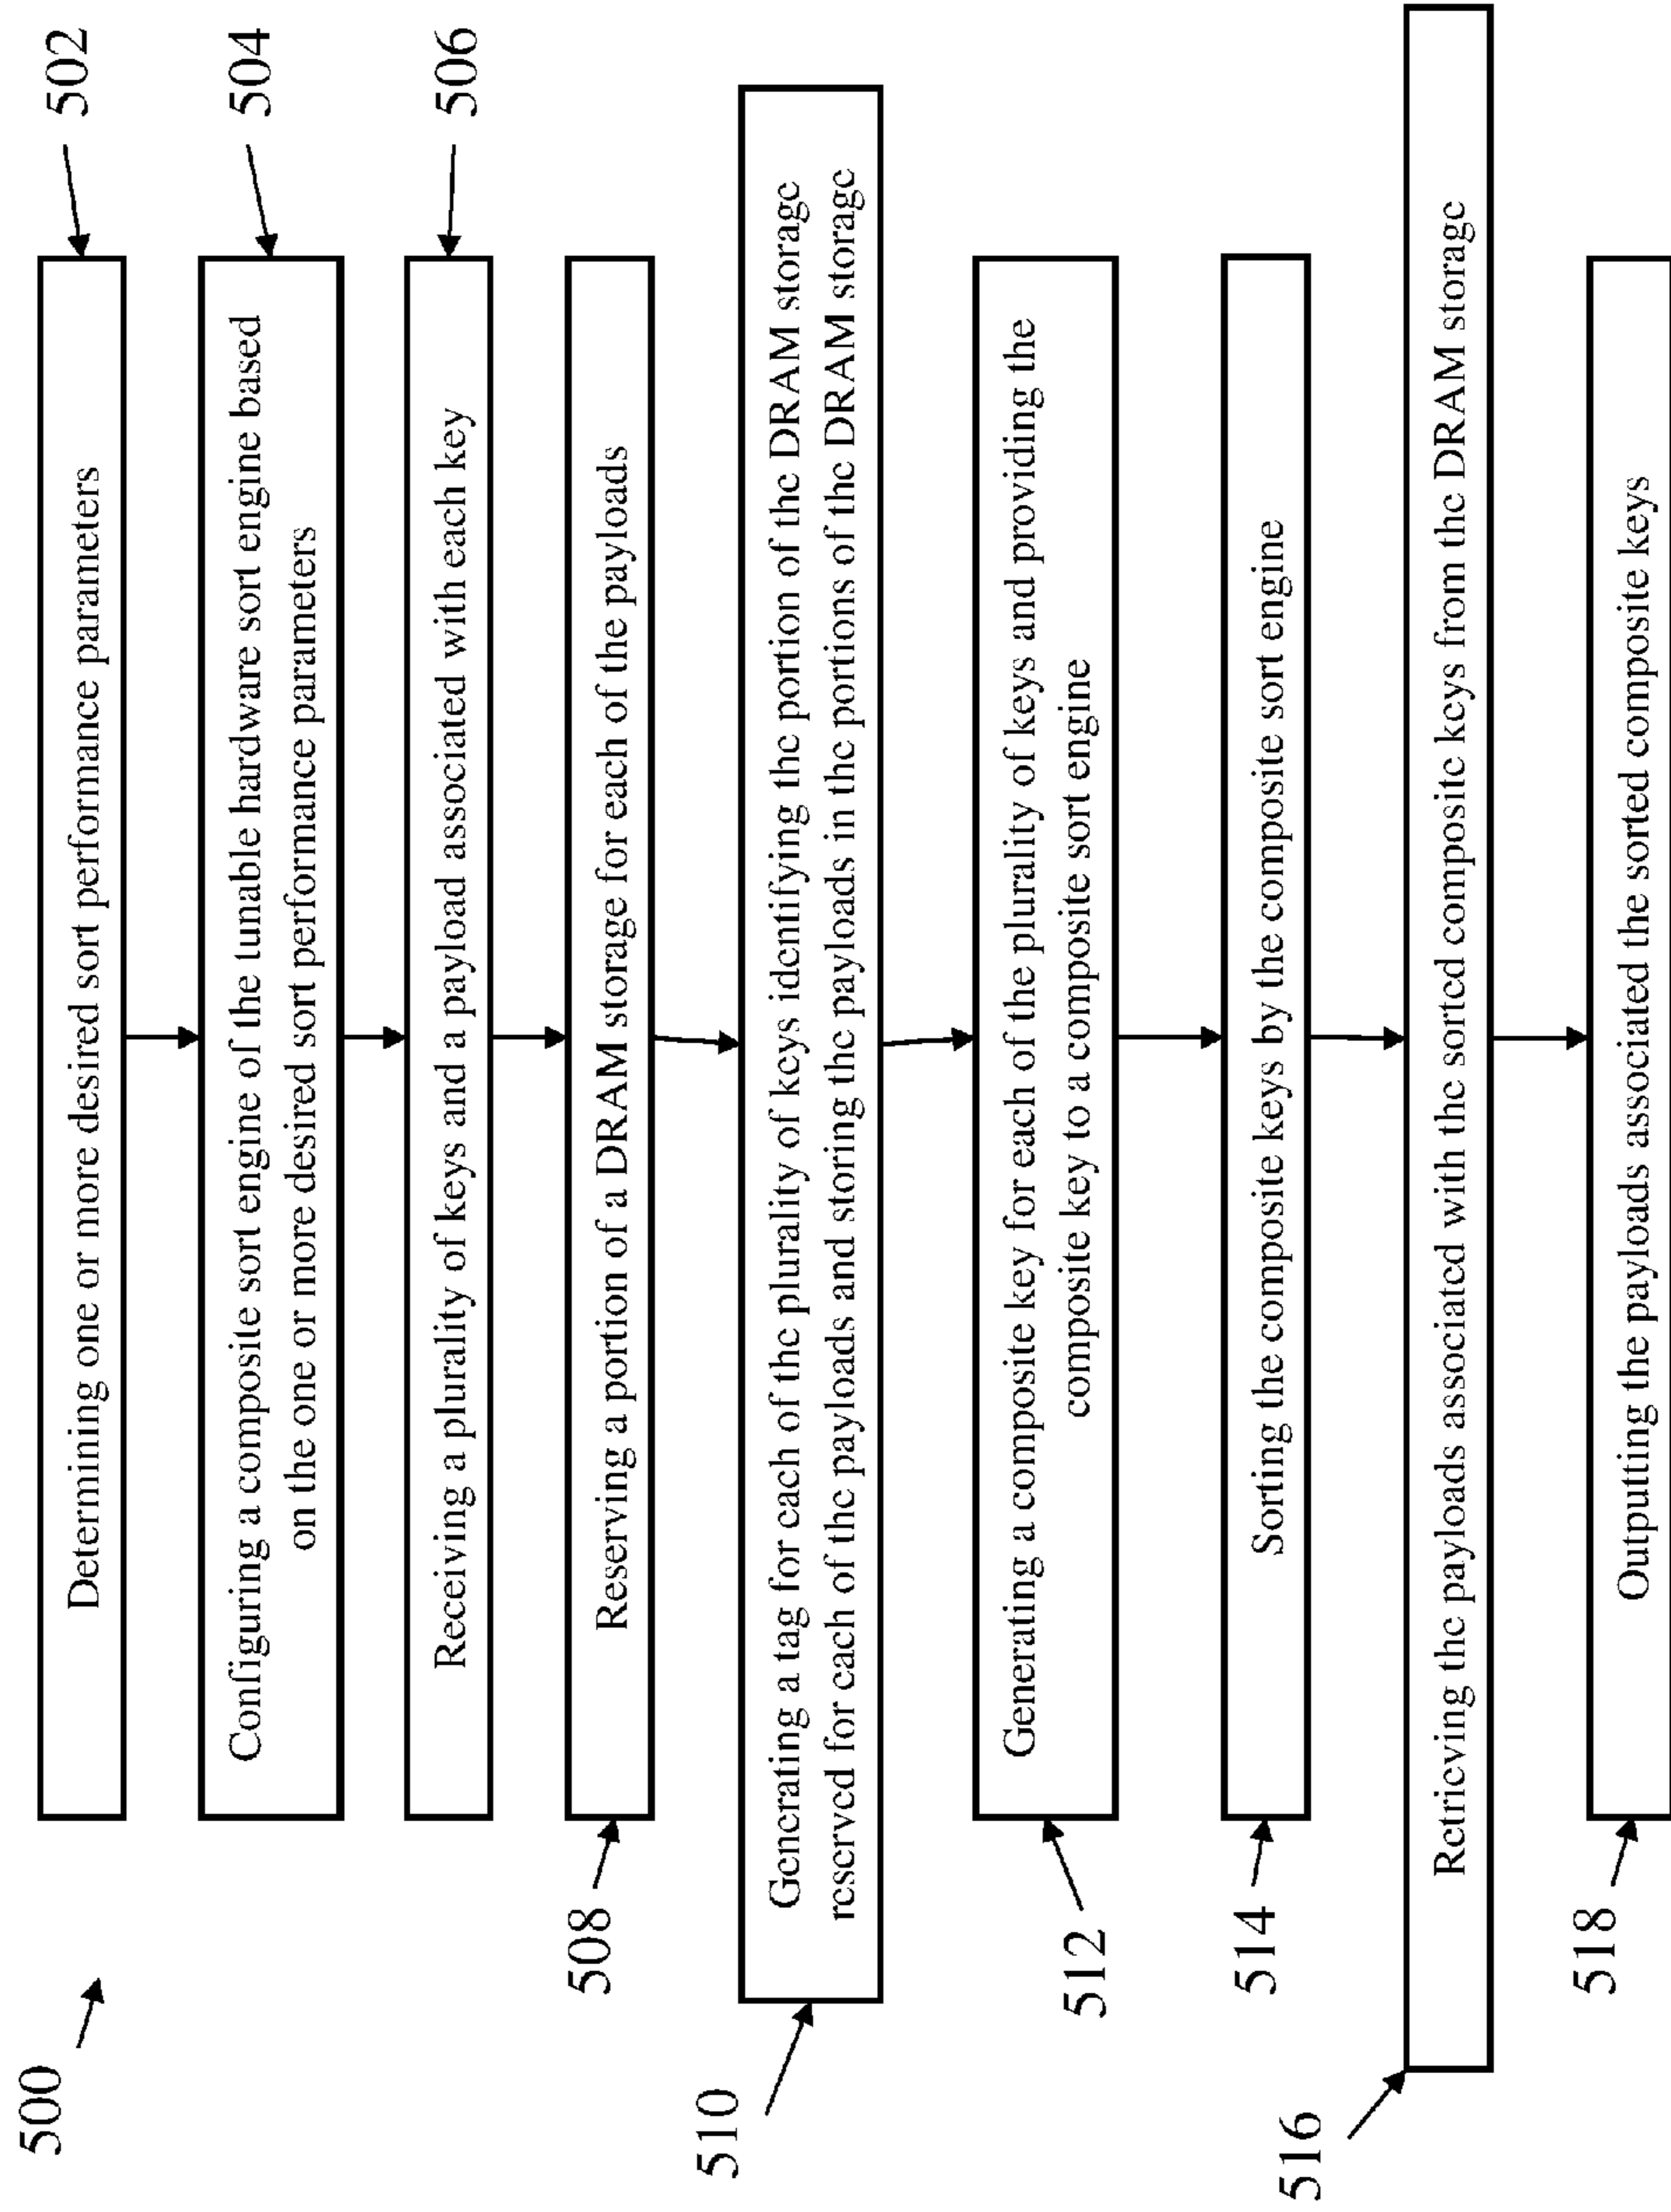 500
502
Determining one or more desired sort performance parameters
504
Configuring a composite sort engine of the tunable hardware sort engine based
on the one or more desired sort performance parameters
506
Receiving a plurality of keys and a payload associated with each key
508
Reserving a portion of a DRAM storage for each of the payloads
510
Generating a tag for each of the plurality of keys identifying the portion of the DRAM storage
reserved for each of the payloads and storing the payloads in the portions of the DRAM storage
512
Generating a composite key for each of the plurality of keys and providing the
composite key to a composite sort engine
514
Sorting the composite keys by the composite sort engine
516
Retrieving the payloads associated with the sorted composite keys from the DRAM storage
518
Outputting the payloads associated the sorted composite keys